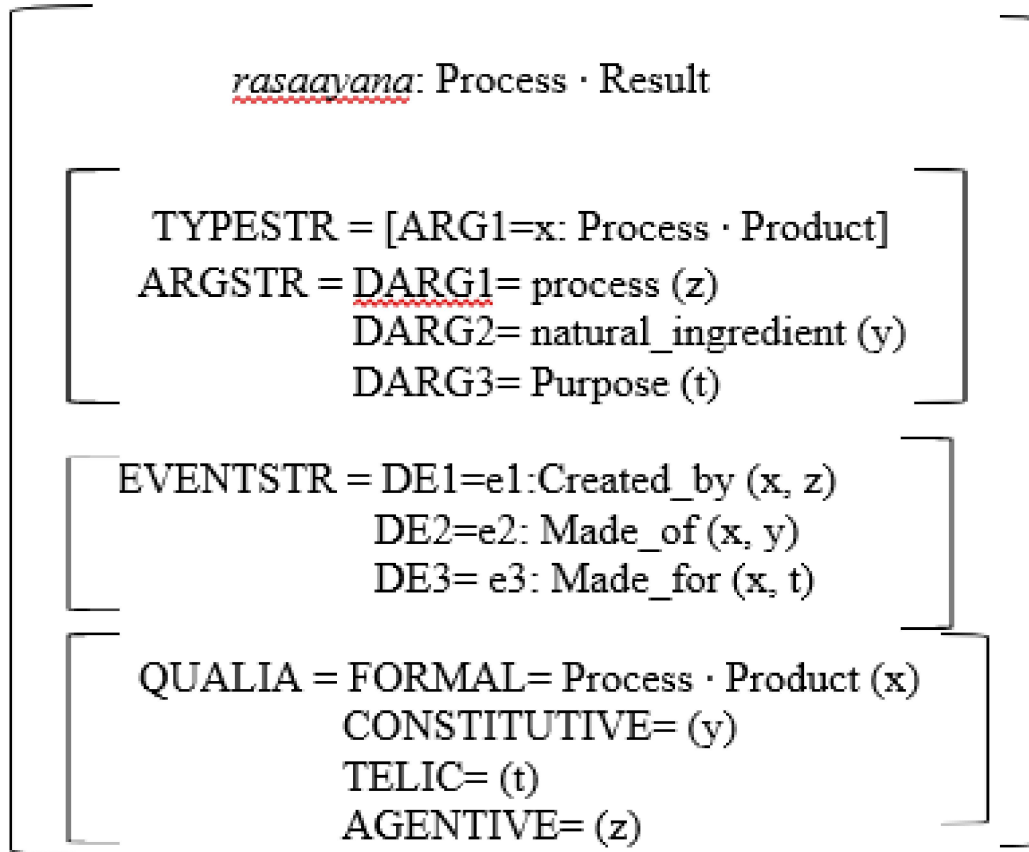 rasaayana: Process · Result
TYPESTR = [ARG1=x: Process · Product]
ARGSTR = DARG1= process (z)
DARG2= natural_ingredient (y)
DARG3= Purpose (t)
EVENTSTR = DE1=e1:Created_by (x, z)
DE2=e2: Made_of (x, y)
DE3= e3: Made_for (x, t)
QUALIA = FORMAL= Process · Product (x)
CONSTITUTIVE= (y)
TELIC= (t)
AGENTIVE= (z)